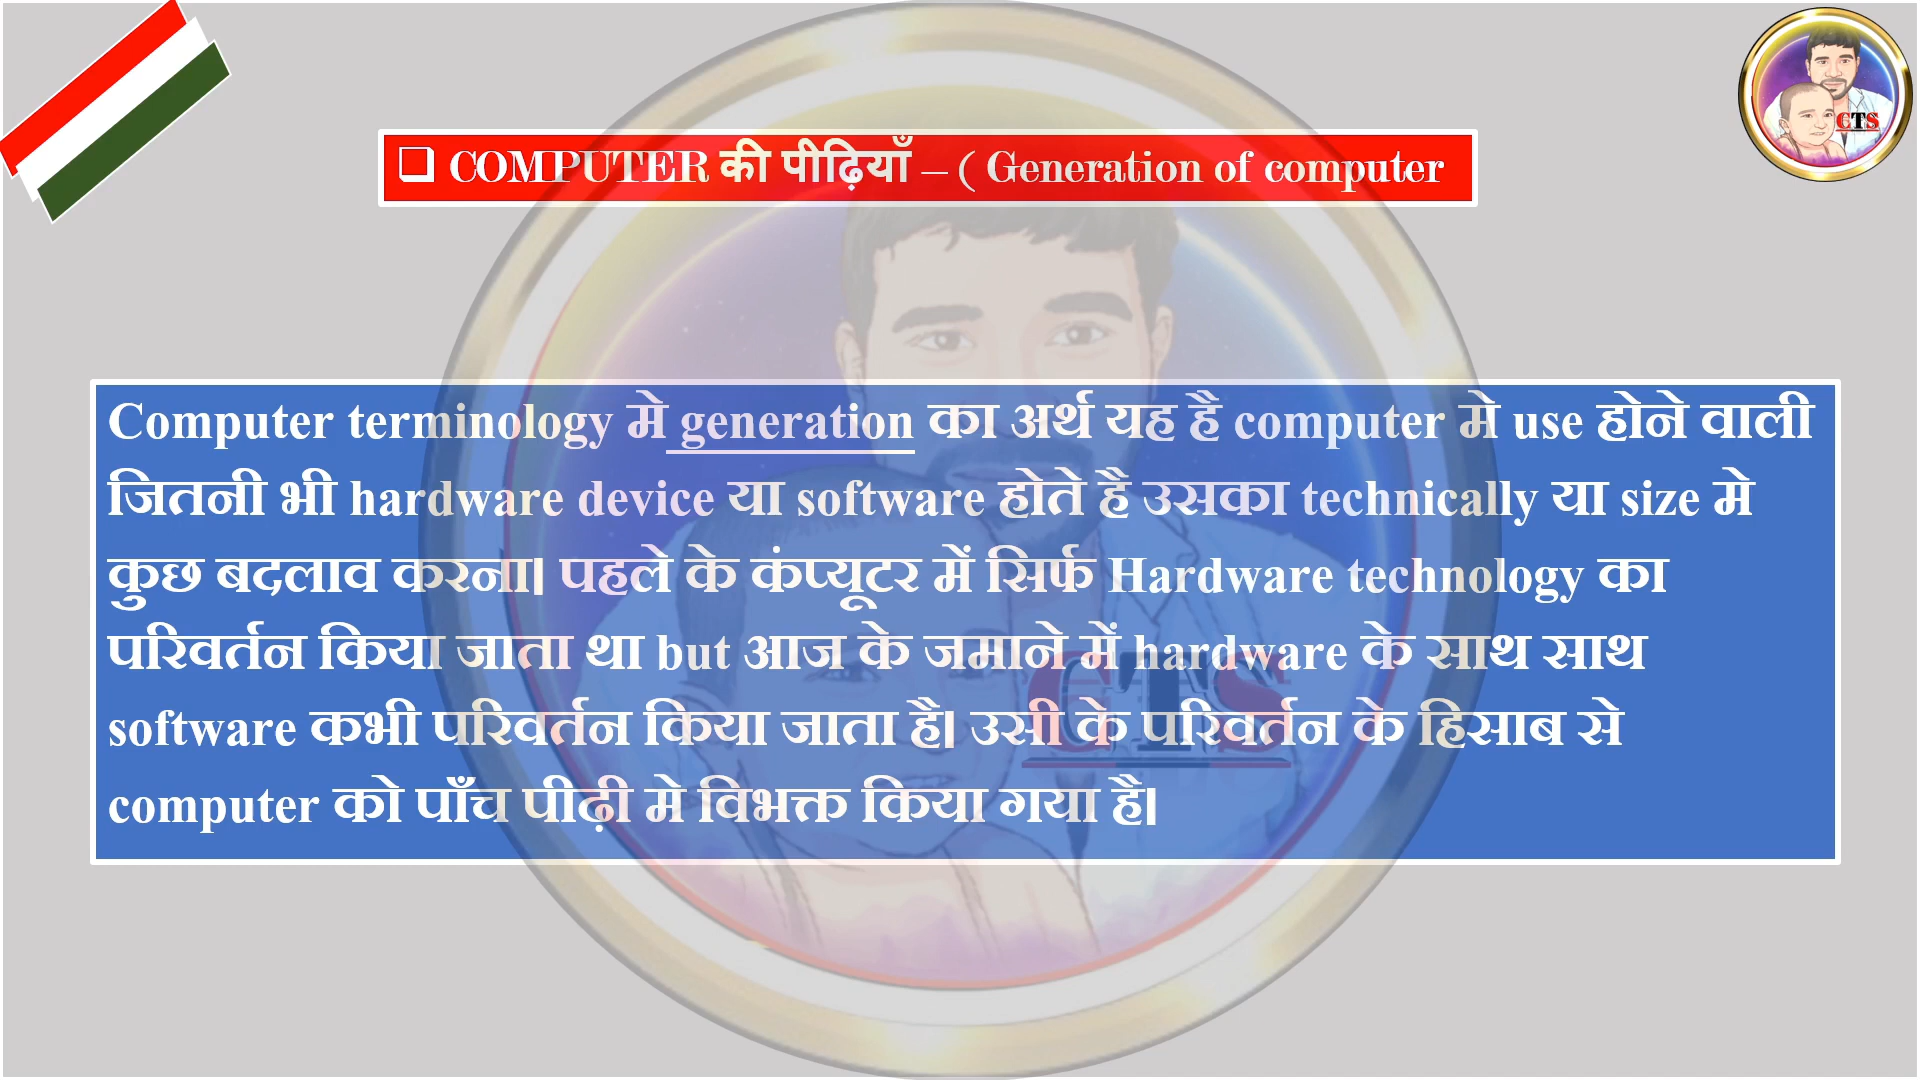 CTS
❑ COMPUTER की पीढ़ियाँ – ( Generation of computer
Computer terminology मे generation का अर्थ यह है computer मे use होने वाली
जितनी भी hardware device या software होते है उसका technically या size मे
कुछ बदलाव करना। पहले के कंप्यूटर में सिर्फ Hardware technology का
परिवर्तन किया जाता था but आज के जमाने में hardware के साथ साथ
software कभी परिवर्तन किया जाता है। उसी के परिवर्तन के हिसाब से
computer को पाँच पीढ़ी मे विभक्त किया गया है।
CTS